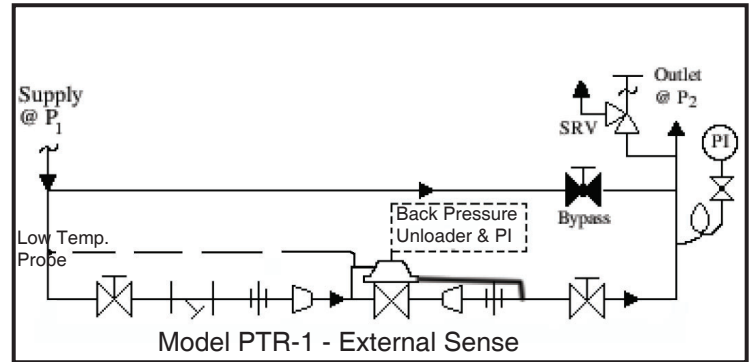 Supply
@ P1
Outlet
@ P2
SRV
PI
Bypass
Back Pressure
Unloader & PI
Low Temp.
Probe
Model PTR-1 - External Sense